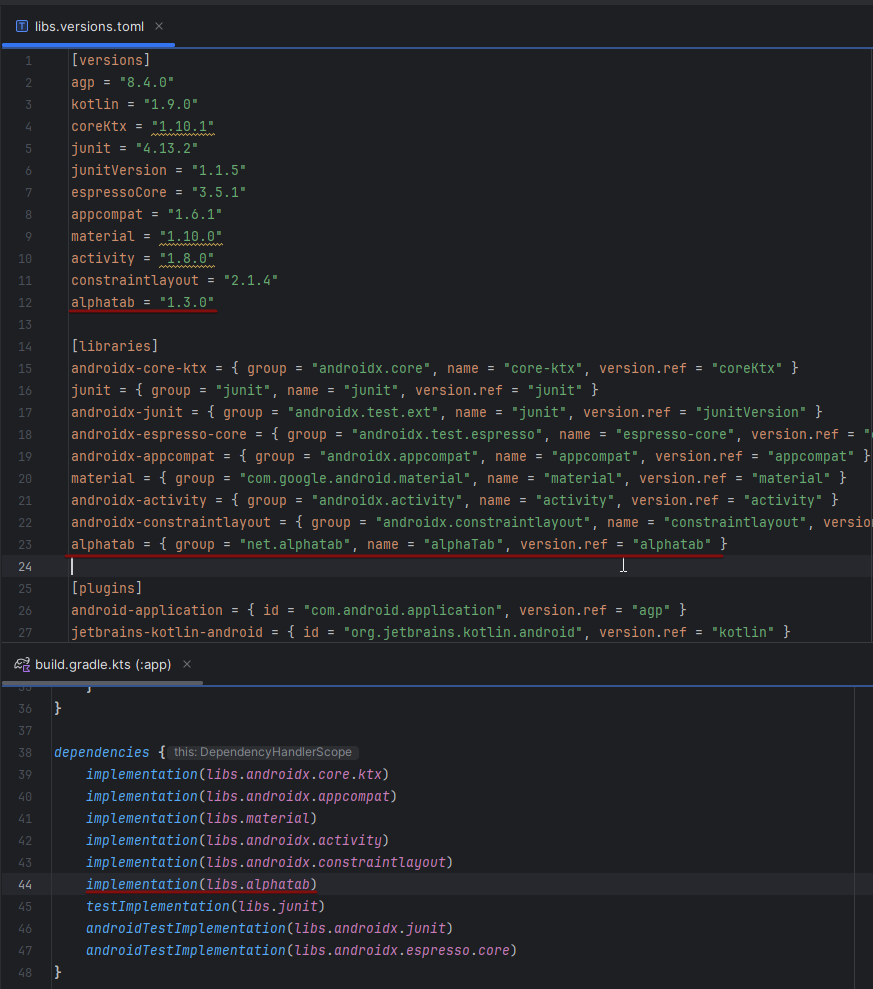 libs.versions.toml
1 [versions]
2 agp = "8.4.0"
3 kotlin = "1.9.0"
4 coreKtx = "1.10.1"
5 junit = "4.13.2"
6 junitVersion = "1.1.5"
7 espressoCore = "3.5.1"
8 appcompat = "1.6.1"
9 material = "1.10.0"
10 activity = "1.8.0"
11 constraintlayout = "2.1.4"
12 alphatab = "1.3.0"
13
14 [libraries]
15 androidx-core-ktx = { group = "androidx.core", name = "core-ktx", version.ref = "coreKtx" }
16 junit = { group = "junit", name = "junit", version.ref = "junit" }
17 androidx-junit = { group = "androidx.test.ext", name = "junit", version.ref = "junitVersion" }
18 androidx-espresso-core = { group = "androidx.test.espresso", name = "espresso-core", version.ref = "
19 androidx-appcompat = { group = "androidx.appcompat", name = "appcompat", version.ref = "appcompat" }
20 material = { group = "com.google.android.material", name = "material", version.ref = "material" }
21 androidx-activity = { group = "androidx.activity", name = "activity", version.ref = "activity" }
22 androidx-constraintlayout = { group = "androidx.constraintlayout", name = "constraintlayout", versio
23 alphatab = { group = "net.alphatab", name = "alphaTab", version.ref = "alphatab" }
24
25 [plugins]
26 android-application = { id = "com.android.application", version.ref = "agp" }
27 jetbrains-kotlin-android = { id = "org.jetbrains.kotlin.android", version.ref = "kotlin" }
build.gradle.kts (:app)
35 }
36 }
37
38 dependencies { this: DependencyHandlerScope
39 implementation(libs.androidx.core.ktx)
40 implementation(libs.androidx.appcompat)
41 implementation(libs.material)
42 implementation(libs.androidx.activity)
43 implementation(libs.androidx.constraintlayout)
44 implementation(libs.alphatab)
45 testImplementation(libs.junit)
46 androidTestImplementation(libs.androidx.junit)
47 androidTestImplementation(libs.androidx.espresso.core)
48 }